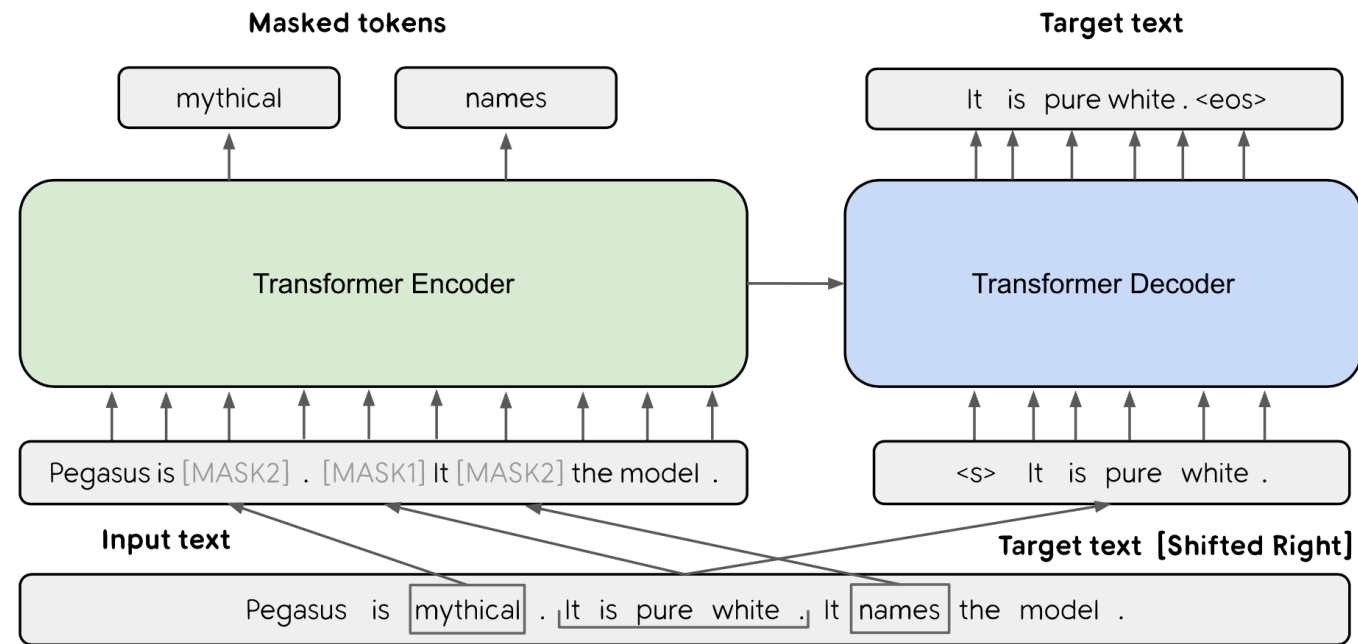 Masked tokens
Target text
mythical
names
It is pure white . <eos>
Transformer Encoder
Transformer Decoder
Pegasus is [MASK2] . [MASK1] It [MASK2] the model .
<s> It is pure white .
Input text
Target text [Shifted Right]
Pegasus is mythical . It is pure white . It names the model .